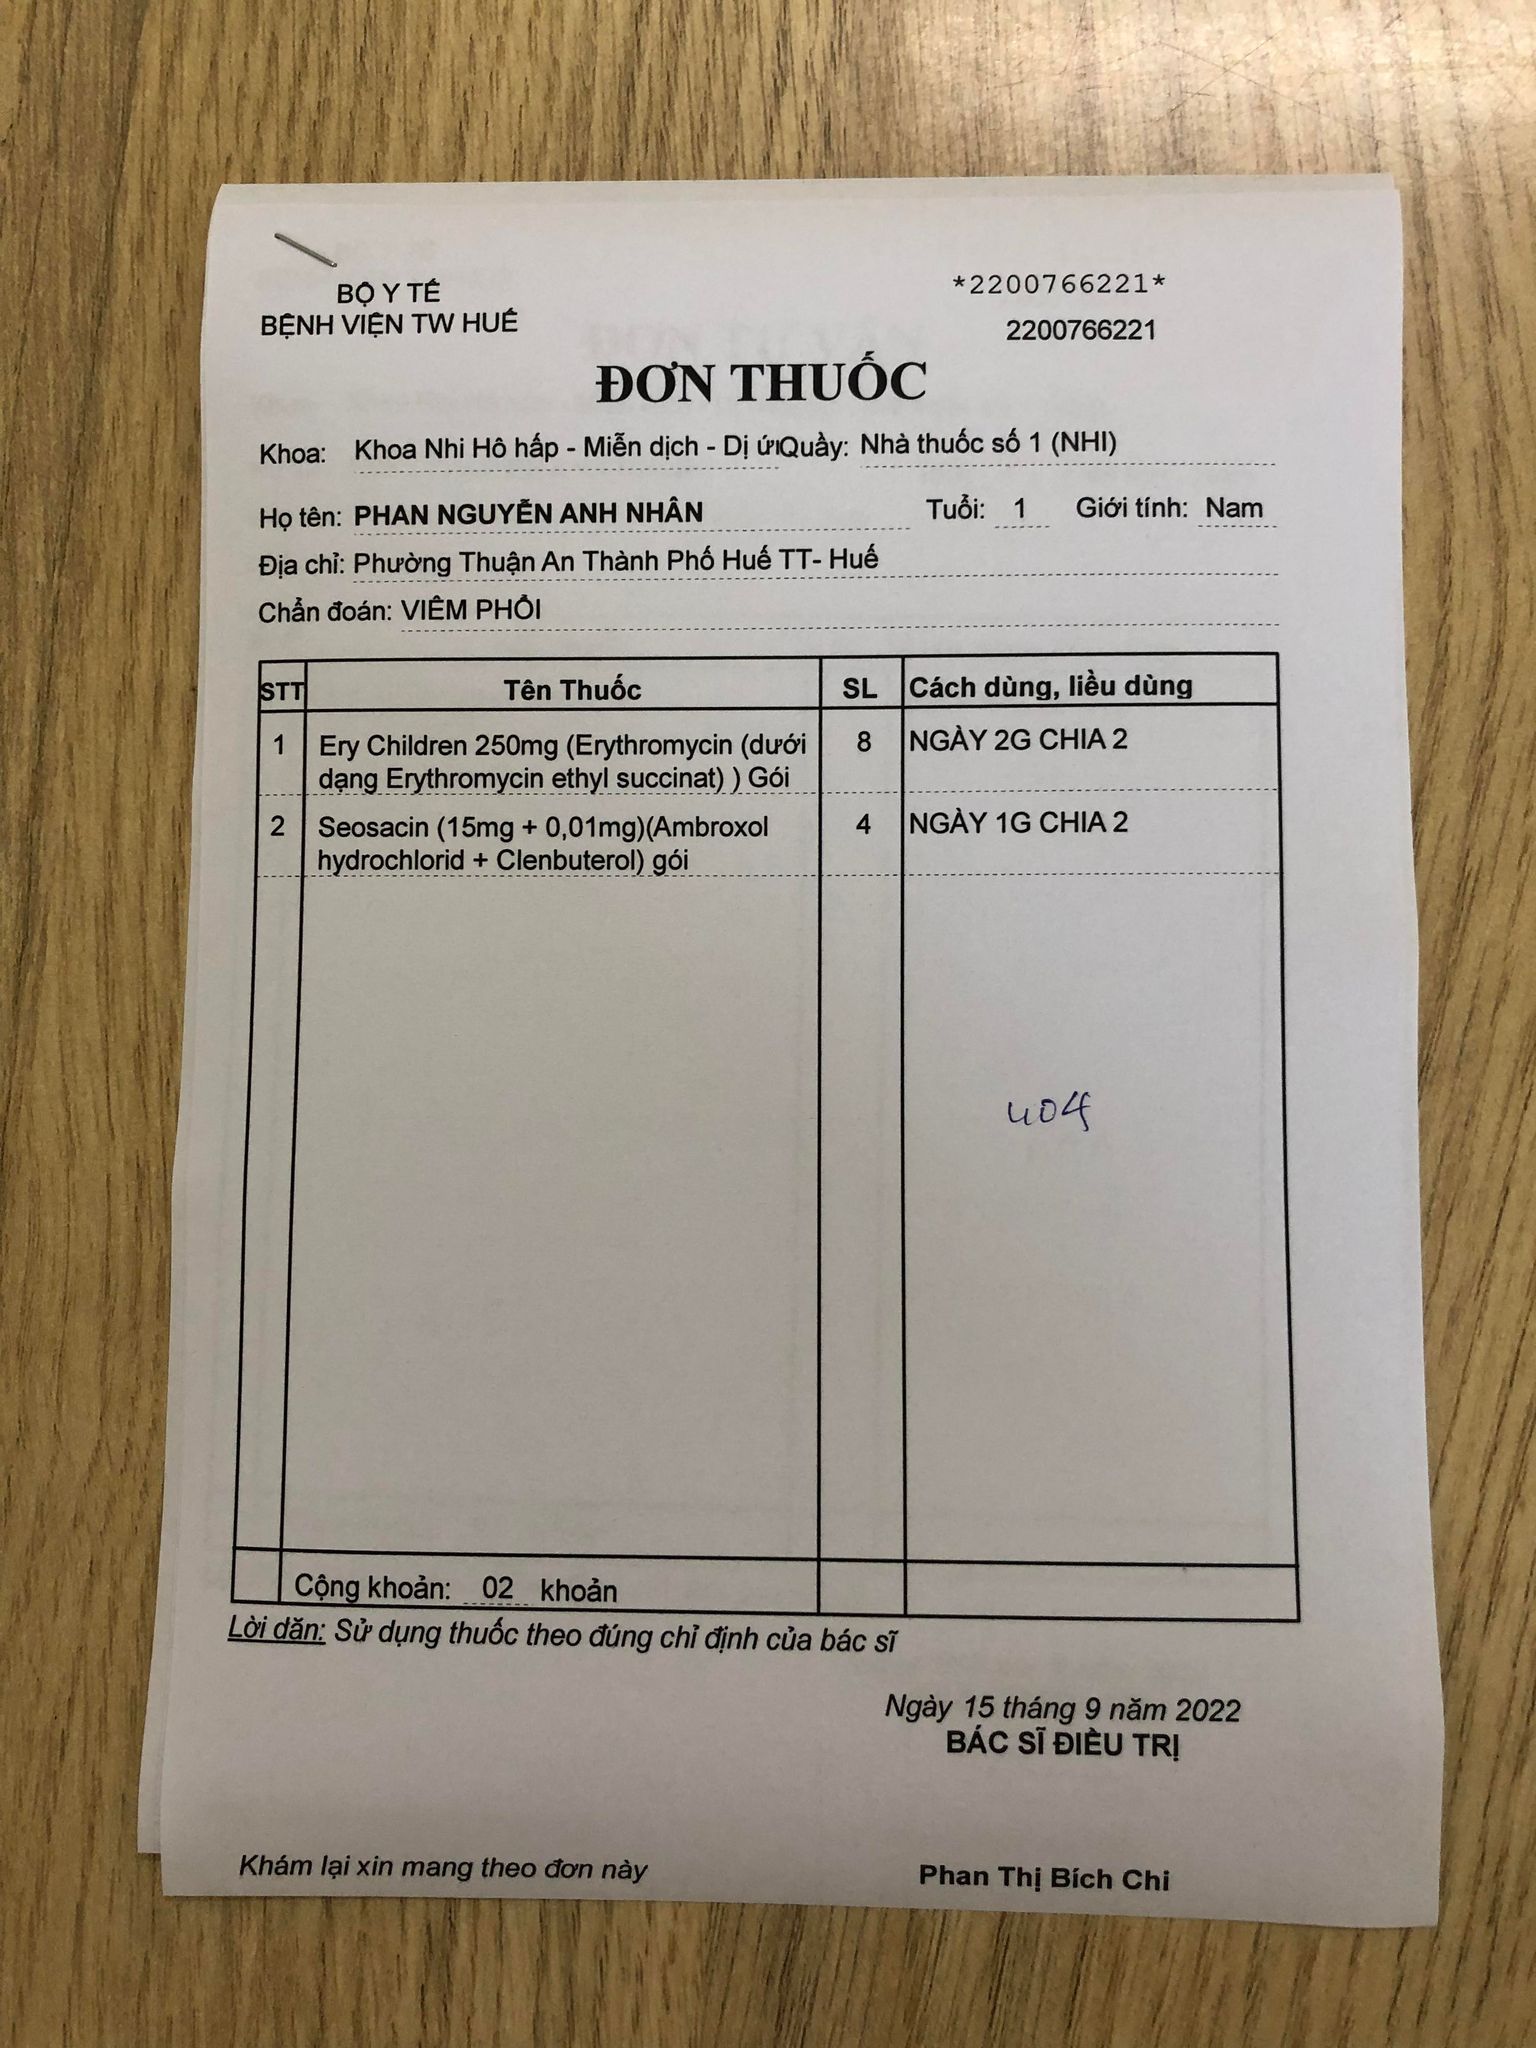 BỘ Y TẾ
BỆNH VIỆN TW HUẾ
*2200766221*
2200766221
ĐƠN THUỐC
Khoa: Khoa Nhi Hô hấp - Miễn dịch - Dị ứ Quầy: Nhà thuốc số 1 (NHI)
Họ tên: PHAN NGUYỄN ANH NHÂN Tuổi: 1 Giới tính: Nam
Địa chỉ: Phường Thuận An Thành Phố Huế TT- Huế
Chẩn đoán: VIÊM PHỔI
STT Tên Thuốc SL Cách dùng, liều dùng
1 Ery Children 250mg (Erythromycin (dưới 8 NGÀY 2G CHIA 2
dạng Erythromycin ethyl succinat) ) Gói
2 Seosacin (15mg + 0,01mg)(Ambroxol 4 NGÀY 1G CHIA 2
hydrochlorid + Clenbuterol) gói
Cộng khoản: 02 khoản
Lời dặn: Sử dụng thuốc theo đúng chỉ định của bác sĩ
Ngày 15 tháng 9 năm 2022
BÁC SĨ ĐIỀU TRỊ
Khám lại xin mang theo đơn này
Phan Thị Bích Chi